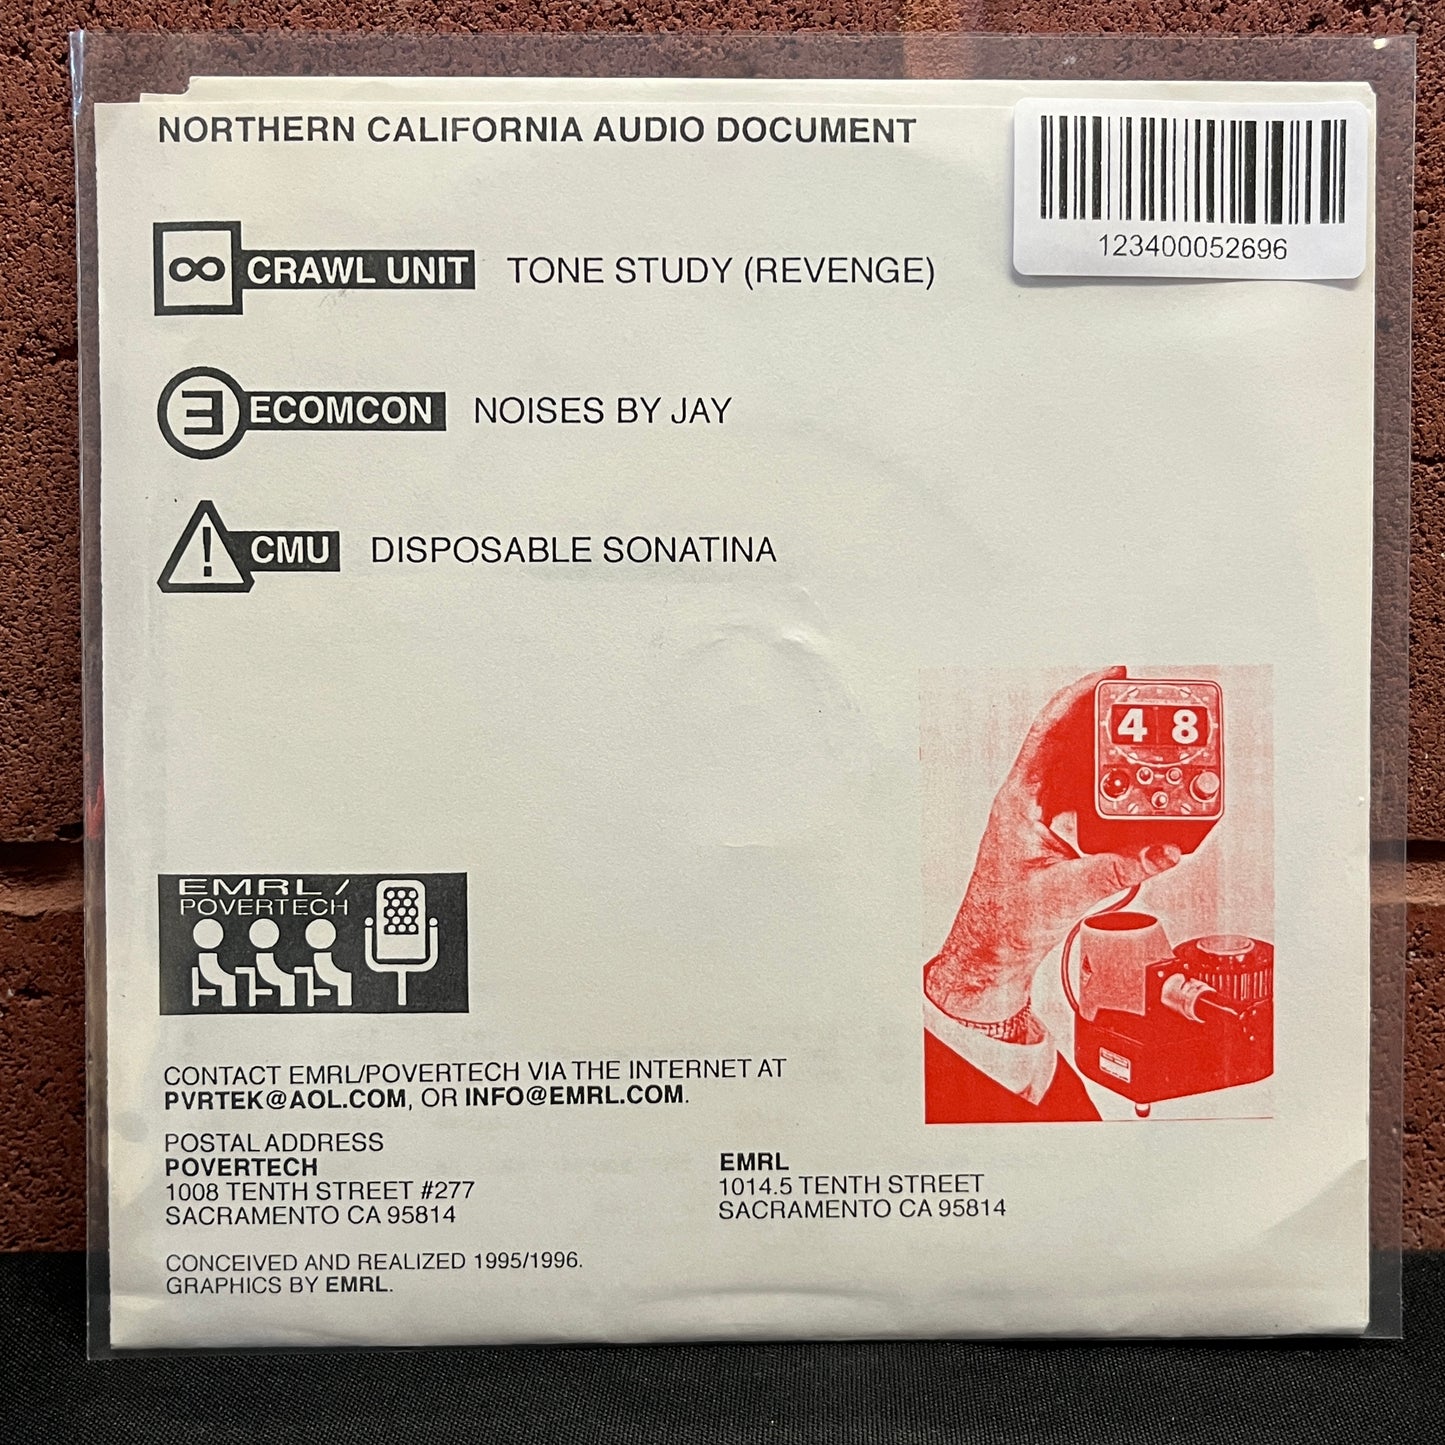 NORTHERN CALIFORNIA AUDIO DOCUMENT
123400052696
∞ CRAWL UNIT TONE STUDY (REVENGE)
E ECOMCON NOISES BY JAY
! CMU DISPOSABLE SONATINA
48
EMRL/
POVERTECH
CONTACT EMRL/POVERTECH VIA THE INTERNET AT
PVRTEK@AOL.COM, OR INFO@EMRL.COM.
POSTAL ADDRESS
POVERTECH
1008 TENTH STREET #277
SACRAMENTO CA 95814
EMRL
1014.5 TENTH STREET
SACRAMENTO CA 95814
CONCEIVED AND REALIZED 1995/1996.
GRAPHICS BY EMRL.